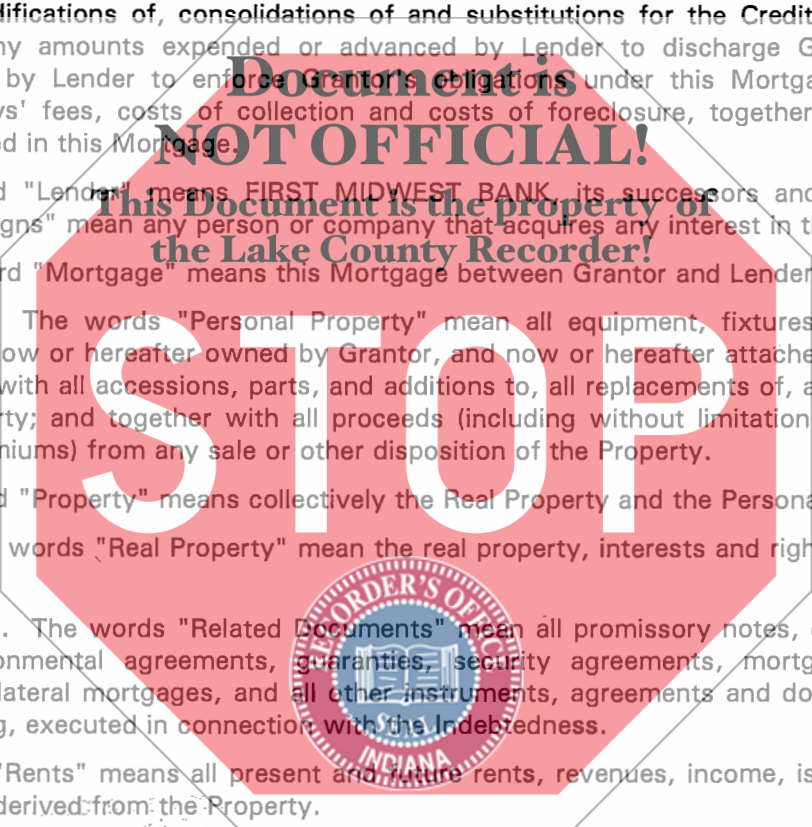 difications of, consolidations of and substitutions for the Credit
ny amounts expended or advanced by Lender to discharge G
by Lender to enforce Grantor's obligations under this Mortga
ys' fees, costs of collection and costs of foreclosure, together
ed in this Mortgage.
d "Lender" means FIRST MIDWEST BANK, its successors and
igns" mean any person or company that acquires any interest in th
rd "Mortgage" means this Mortgage between Grantor and Lender
The words "Personal Property" mean all equipment, fixtures
ow or hereafter owned by Grantor, and now or hereafter attache
with all accessions, parts, and additions to, all replacements of, a
rty; and together with all proceeds (including without limitation
niums) from any sale or other disposition of the Property.
d "Property" means collectively the Real Property and the Persona
words "Real Property" mean the real property, interests and righ
. The words "Related Documents" mean all promissory notes,
onmental agreements, guaranties, security agreements, mortg
lateral mortgages, and all other instruments, agreements and do
g, executed in connection with the Indebtedness.
"Rents" means all present and future rents, revenues, income, is
derived from the Property.
Document is
NOT OFFICIAL!
This Document is the property of
the Lake County Recorder!
STOP
RECORDER'S OFFICE
SEAL
INDIANA